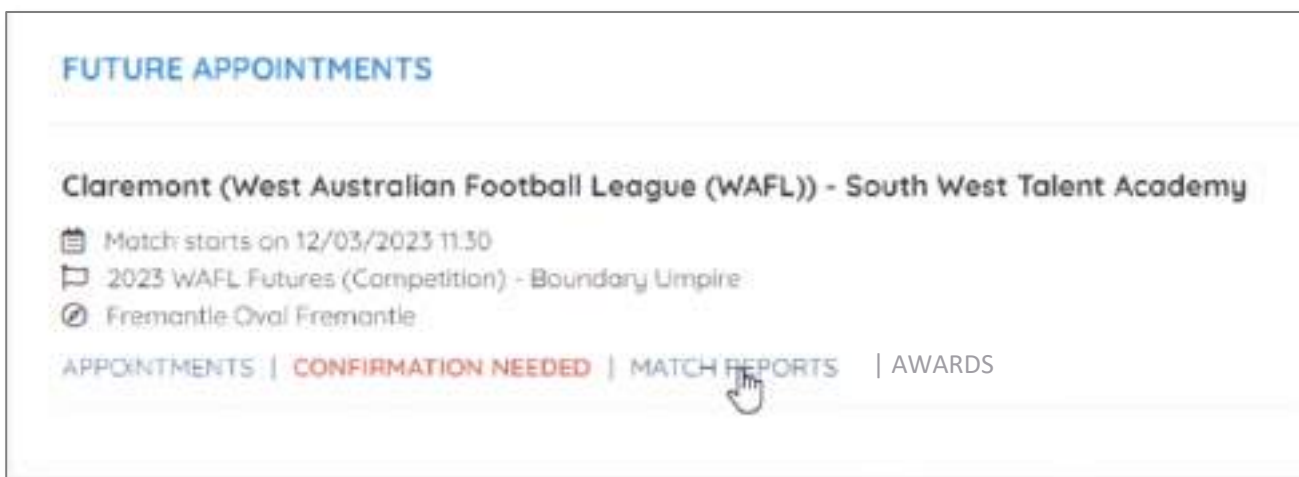 FUTURE APPOINTMENTS
Claremont (West Australian Football League (WAFL)) - South West Talent Academy
Match starts on 12/03/2023 11.30
2023 WAFL Futures (Competition) - Boundary Umpire
Fremantle Oval Fremantle
APPOINTMENTS | CONFIRMATION NEEDED | MATCH REPORTS | AWARDS